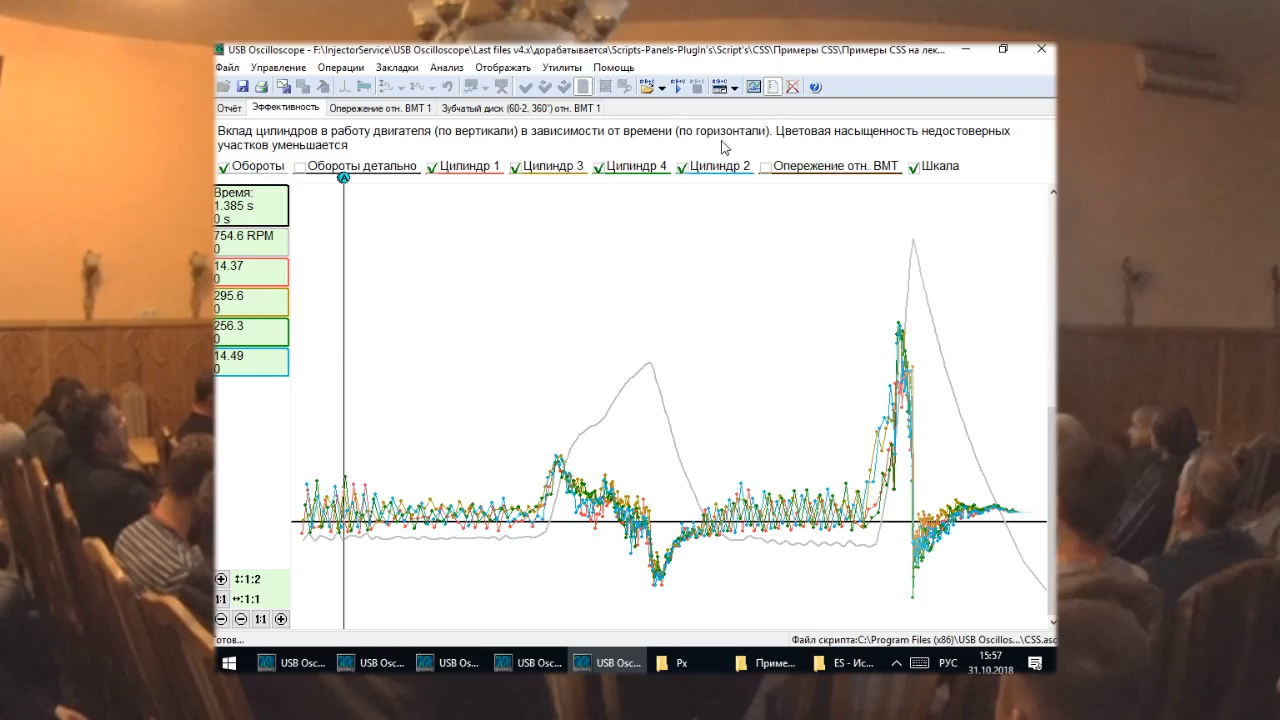 USB Oscilloscope - F:\InjectorService\USB Oscilloscope\Last files v4.x\дорабатывается\Scripts-Panels-PlugIn's\Script's\CSS\Примеры CSS\Примеры CSS на лек...
Файл Управление Операции Закладки Анализ Отображать Утилиты Помощь
Отчёт Эффективность Опережение отн. ВМТ 1 Зубчатый диск (60-2, 360°) отн. ВМТ 1
Вклад цилиндров в работу двигателя (по вертикали) в зависимости от времени (по горизонтали). Цветовая насыщенность недостоверных
участков уменьшается
Обороты Обороты детально Цилиндр 1 Цилиндр 3 Цилиндр 4 Цилиндр 2 Опережение отн. ВМТ Шкала
A
Время:
1.385 s
0 s
754.6 RPM
0
14.37
0
295.6
0
256.3
0
14.49
0
1:2
1:1 1:1
1:1
отов...
Файл скрипта:C:\Program Files (x86)\USB Oscillos...\CSS.asc
USB Osc... USB Osc... USB Os... USB Osc... USB Osc... Px Приме... ES - Ис... РУС
15:57
31.10.2018